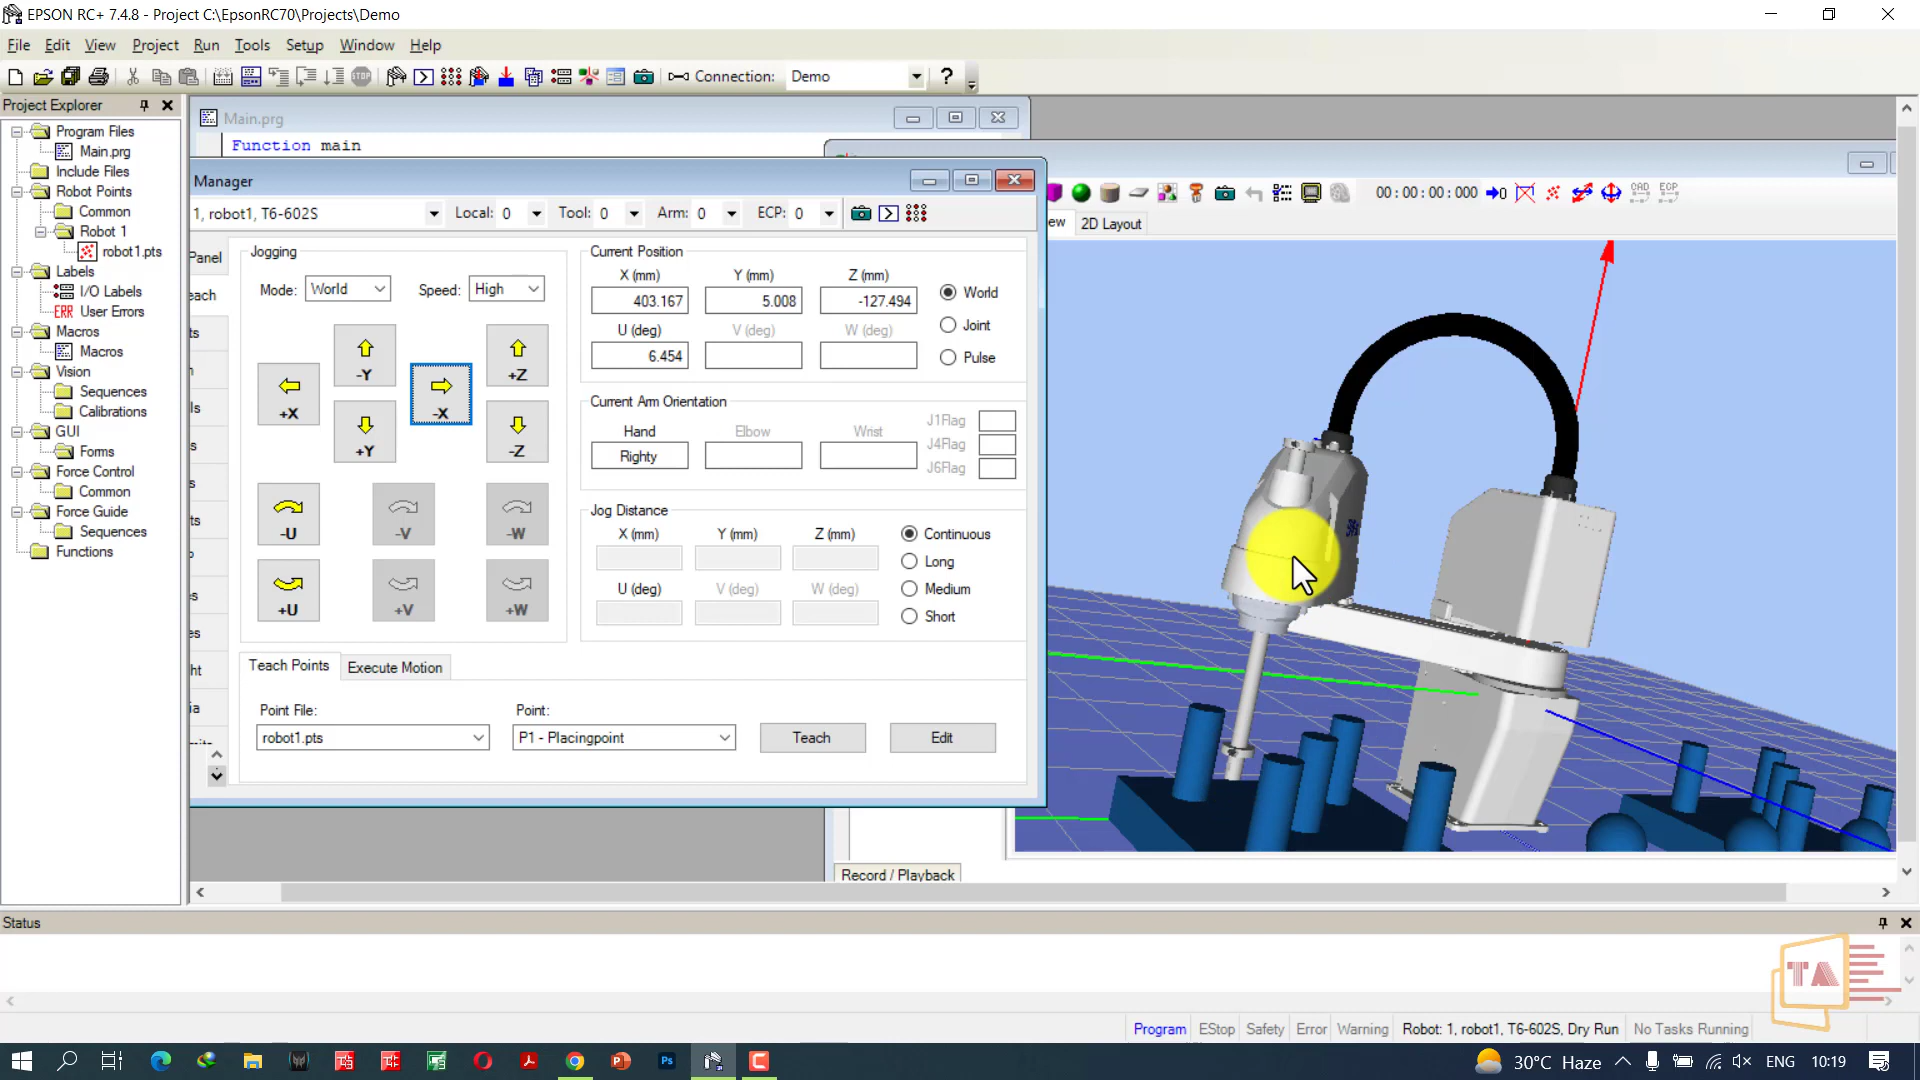 EPSON RC+ 7.4.8 - Project C:\EpsonRC70\Projects\Demo
File Edit View Project Run Tools Setup Window Help
STOP Connection: Demo ?
Project Explorer
Program Files
Main.prg
Include Files
Robot Points
Common
Robot 1
robot1.pts
Labels
I/O Labels
ERR User Errors
Macros
Macros
Vision
Sequences
Calibrations
GUI
Forms
Force Control
Common
Force Guide
Sequences
Functions
Main.prg
Function main
Manager
1, robot1, T6-602S Local: 0 Tool: 0 Arm: 0 ECP: 0
Panel
each
ts
Jogging
Mode: World Speed: High
-Y
+Z
+X
-X
+Y
-Z
-U
-V
-W
+U
+V
+W
Current Position
X (mm) Y (mm) Z (mm)
403.167 5.008 -127.494
U (deg) V (deg) W (deg)
6.454
World
Joint
Pulse
Current Arm Orientation
Hand Elbow Wrist
Righty
J1Flag
J4Flag
J6Flag
Jog Distance
X (mm) Y (mm) Z (mm)
U (deg) V (deg) W (deg)
Continuous
Long
Medium
Short
Teach Points Execute Motion
Point File: Point:
robot1.pts P1 - Placingpoint Teach Edit
00:00:00:000 CAD ECP
2D Layout
Record / Playback
Status
TA
Program EStop Safety Error Warning Robot: 1, robot1, T6-602S, Dry Run No Tasks Running
30°C Haze ENG 10:19